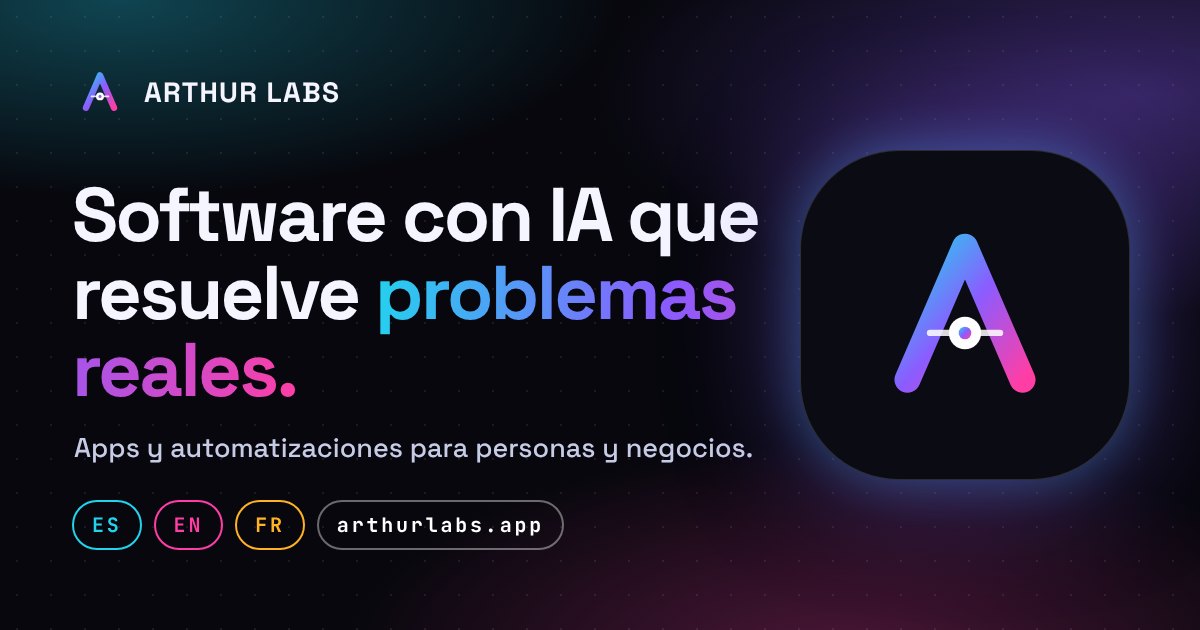 ARTHUR LABS
Software con IA que
resuelve problemas
reales.
Apps y automatizaciones para personas y negocios.
ES EN FR arthurlabs.app